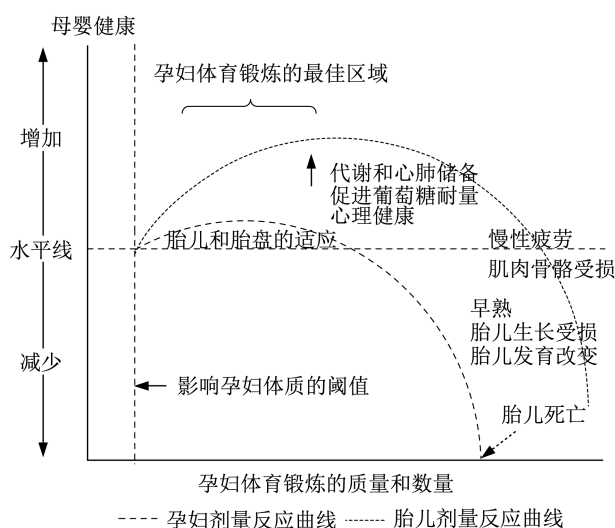 母婴健康
孕妇体育锻炼的最佳区域
增加
代谢和心肺储备
促进葡萄糖耐量
心理健康
水平线
胎儿和胎盘的适应
慢性疲劳
肌肉骨骼受损
早熟
胎儿生长受损
胎儿发育改变
减少
影响孕妇体质的阈值
胎儿死亡
孕妇体育锻炼的质量和数量
孕妇剂量反应曲线 胎儿剂量反应曲线